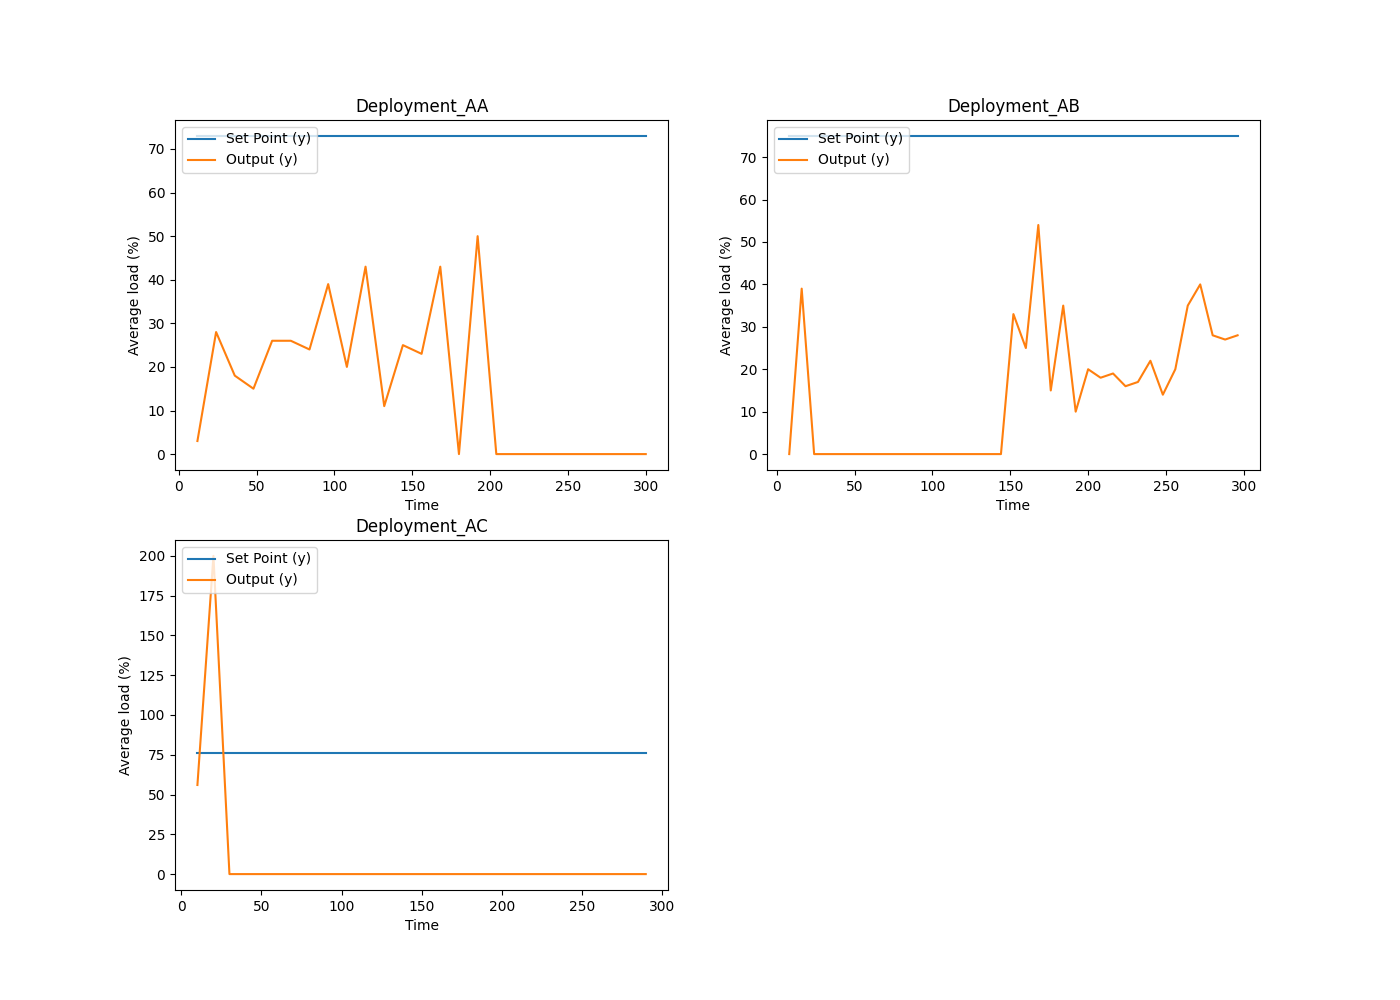 Deployment_AA
Set Point (y)
Output (y)
Average load (%)
70
60
50
40
30
20
10
0
0 50 100 150 200 250 300
Time
Deployment_AB
Set Point (y)
Output (y)
Average load (%)
70
60
50
40
30
20
10
0
0 50 100 150 200 250 300
Time
Deployment_AC
Set Point (y)
Output (y)
Average load (%)
200
175
150
125
100
75
50
25
0
0 50 100 150 200 250 300
Time